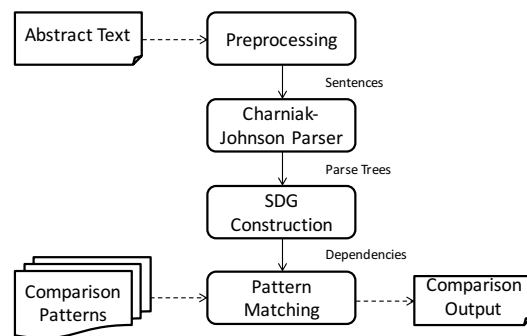 Abstract Text
Preprocessing
Sentences
Charniak-
Johnson Parser
Parse Trees
SDG
Construction
Dependencies
Comparison
Patterns
Pattern
Matching
Comparison
Output